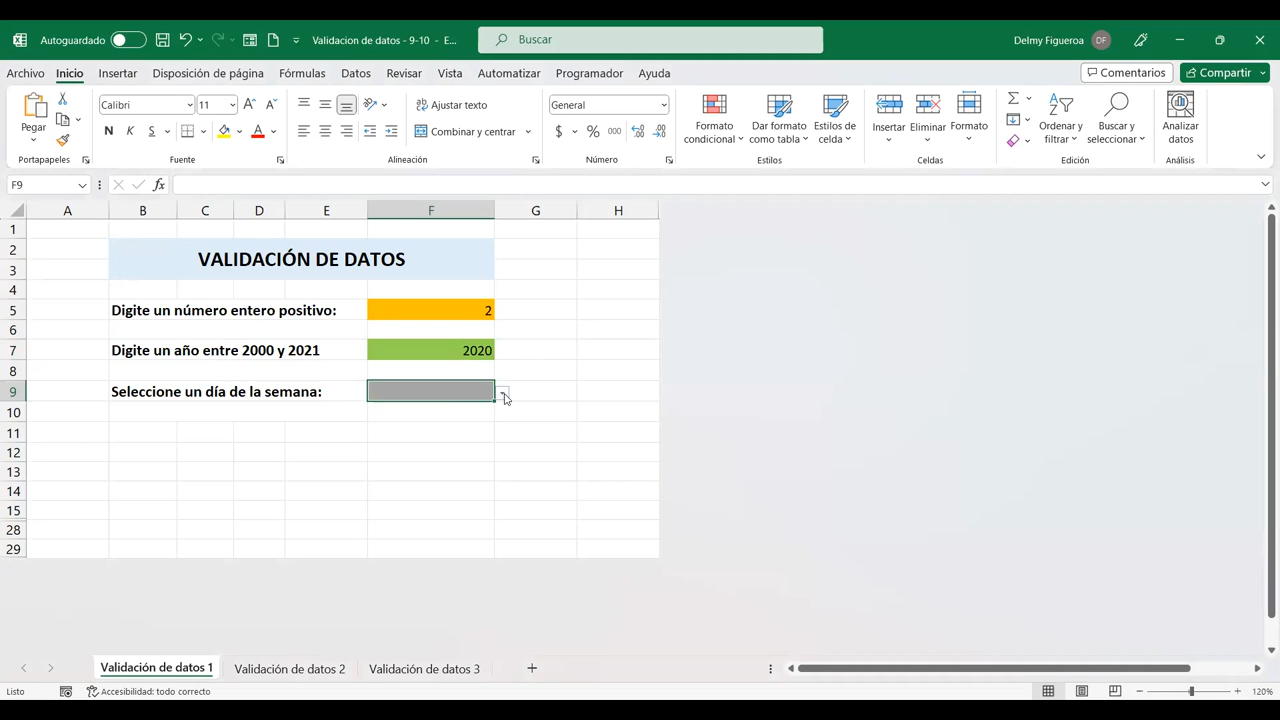 Autoguardado Validacion de datos - 9-10 - E... Buscar Delmy Figueroa DF
Archivo Inicio Insertar Disposición de página Fórmulas Datos Revisar Vista Automatizar Programador Ayuda Comentarios Compartir
Calibri 11 Ajustar texto General
Pegar N K S Combinar y centrar $ % 000 Formato condicional Dar formato como tabla Estilos de celda Insertar Eliminar Formato Ordenar y filtrar Buscar y seleccionar Analizar datos
Portapapeles Fuente Alineación Número Estilos Celdas Edición Análisis
F9 fx
A B C D E F G H
1
2
VALIDACIÓN DE DATOS
3
4
5 Digite un número entero positivo: 2
6
7 Digite un año entre 2000 y 2021 2020
8
9 Seleccione un día de la semana:
10
11
12
13
14
15
28
29
Validación de datos 1 Validación de datos 2 Validación de datos 3
Listo Accesibilidad: todo correcto 120%